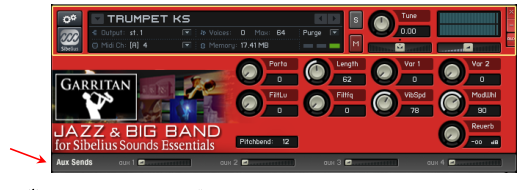 TRUMPET KS
S
Tune
0.00
Output: st. 1
Voices: 0 Max: 64
Purge
Midi Ch: [A] 4
Memory: 17.41 MB
M
Sibelius
Porta
0
Length
62
Var 1
0
Var 2
0
FiltLv
0
Filtfq
0
VibSpd
78
ModWhl
90
Reverb
-oo dB
GARRITAN
JAZZ & BIG BAND
for Sibelius Sounds Essentials
Pitchbend: 12
Aux Sends
aux 1
aux 2
aux 3
aux 4